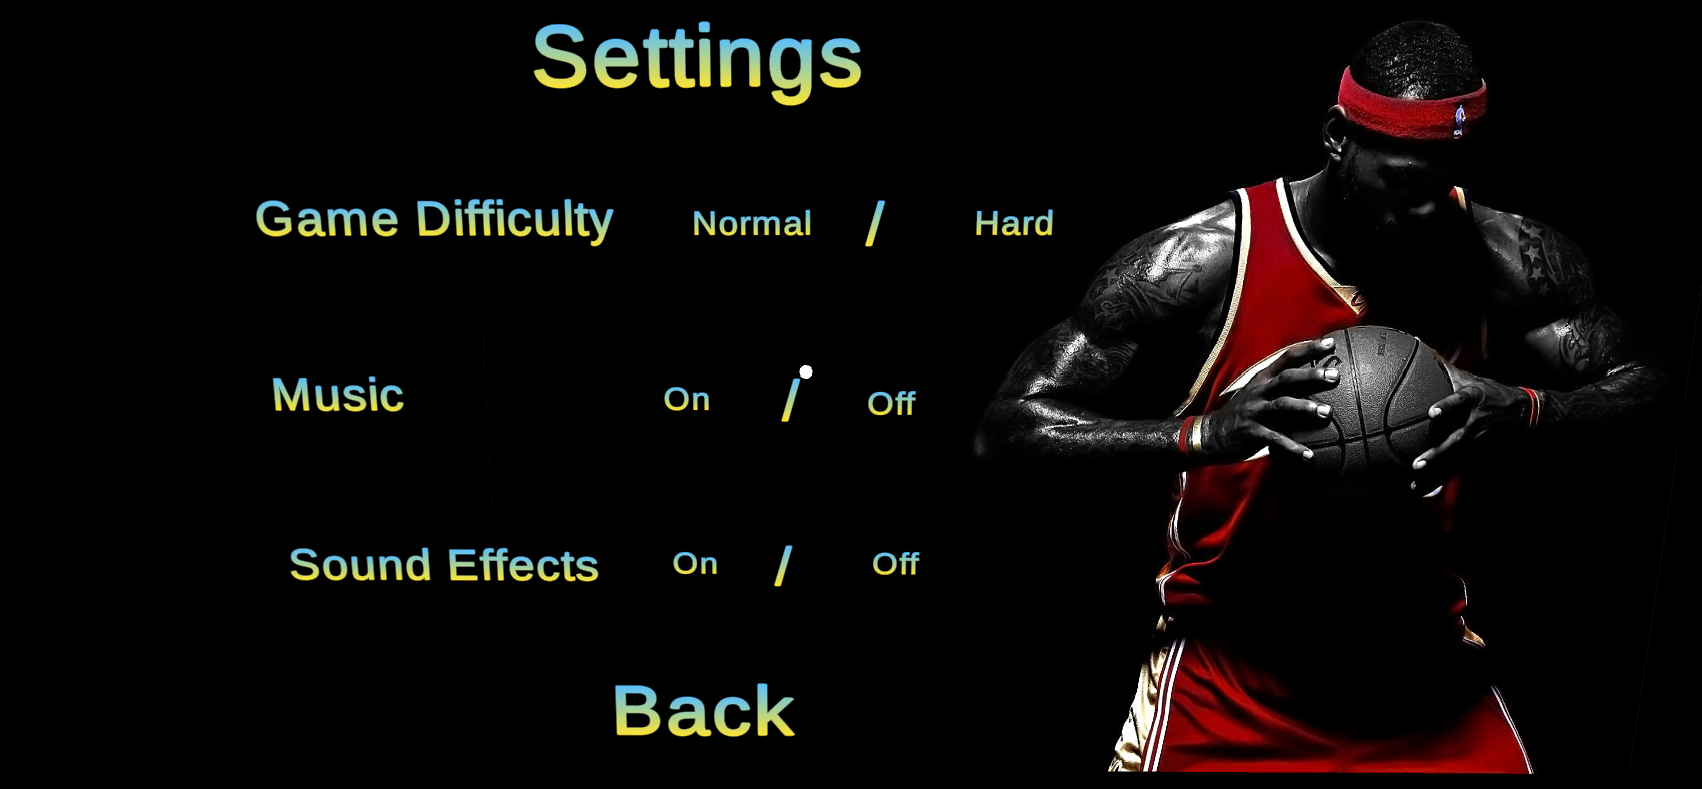 Settings
Game Difficulty Normal / Hard
Music On / Off
Sound Effects On / Off
Back